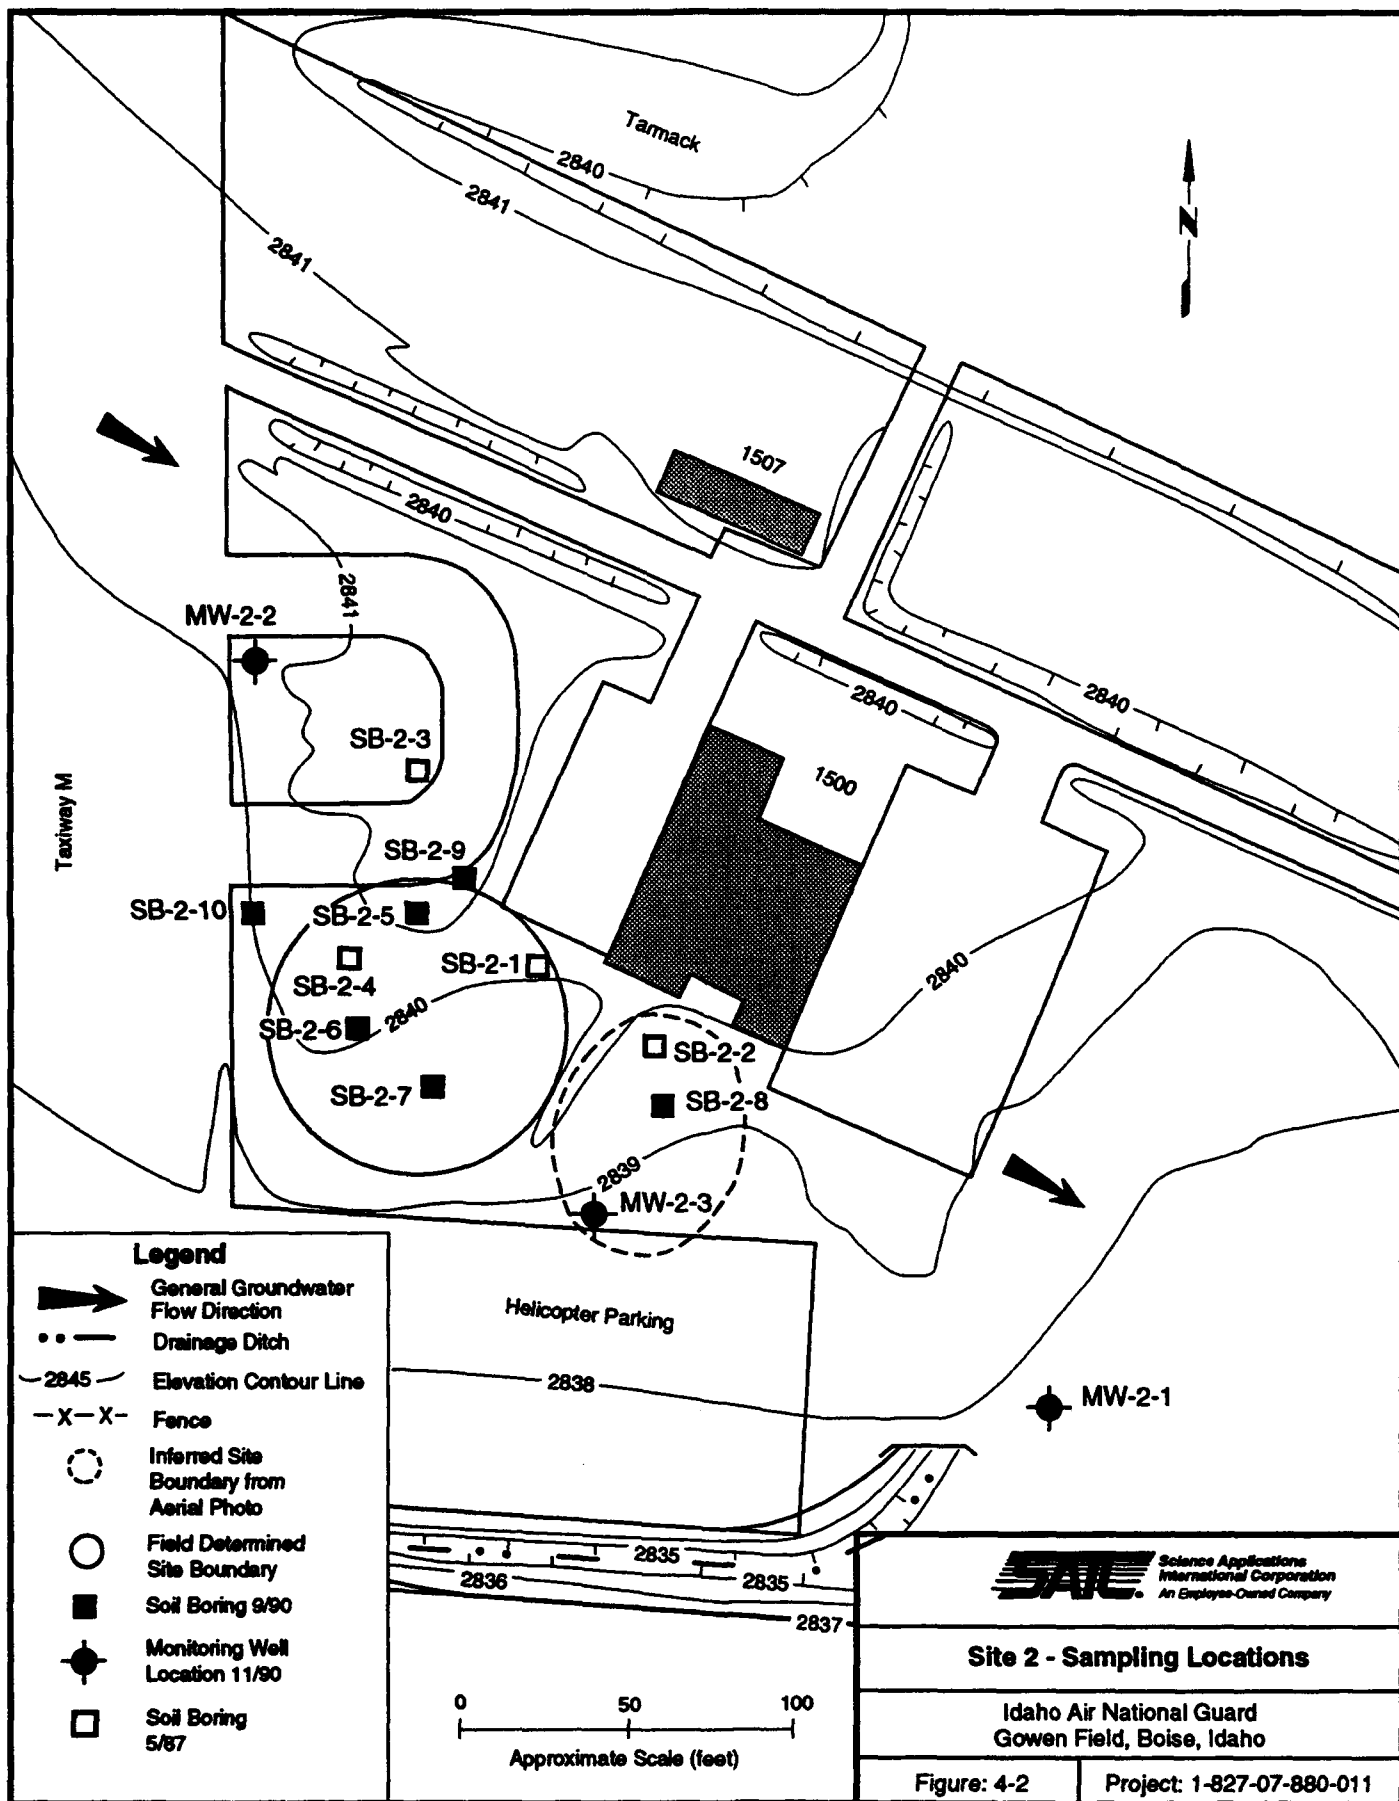 Tarmack
2840
2841
2841
N
1507
2840
2841
MW-2-2
2840
2840
SB-2-3
1500
Taxiway M
SB-2-9
SB-2-10
SB-2-5
SB-2-1
SB-2-4
2840
2840
SB-2-6
SB-2-2
SB-2-7
SB-2-8
2839
MW-2-3
Helicopter Parking
2838
MW-2-1
2835
2836
2835
2837
Legend
General Groundwater
Flow Direction
Drainage Ditch
2845
Elevation Contour Line
-X-X-
Fence
Inferred Site
Boundary from
Aerial Photo
Field Determined
Site Boundary
Soil Boring 9/90
Monitoring Well
Location 11/90
Soil Boring
5/87
0 50 100
Approximate Scale (feet)
SAIC
Science Applications
International Corporation
An Employee-Owned Company
Site 2 - Sampling Locations
Idaho Air National Guard
Gowen Field, Boise, Idaho
Figure: 4-2
Project: 1-827-07-880-011